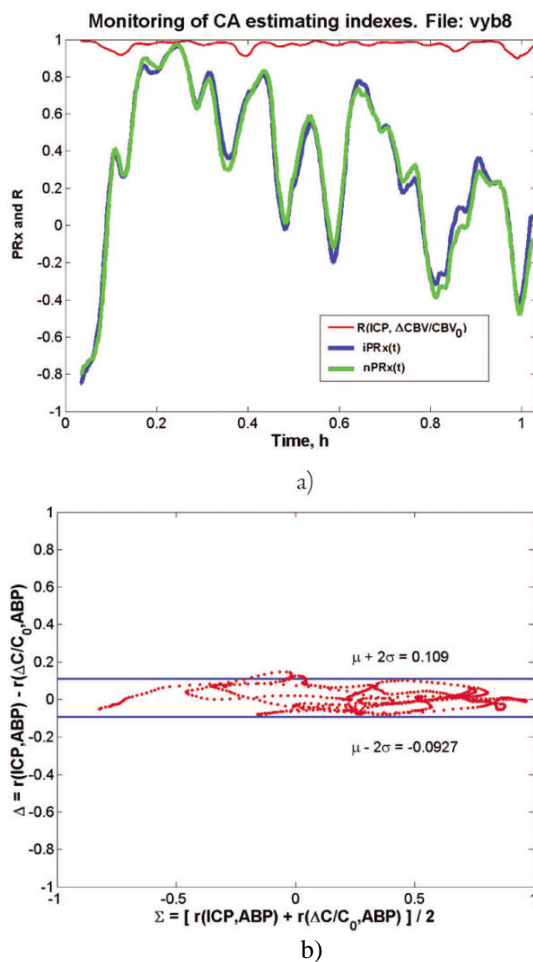 Monitoring of CA estimating indexes. File: vyb8
PRx and R
1
0.8
0.6
0.4
0.2
0
-0.2
-0.4
-0.6
-0.8
-1
R(ICP, ΔCBV/CBV₀)
iPRx(t)
nPRx(t)
0 0.2 0.4 0.6 0.8 1
Time, h
a)
Δ = r(ICP,ABP) - r(ΔC/C₀,ABP)
1
0.8
0.6
0.4
0.2
0
-0.2
-0.4
-0.6
-0.8
-1
μ + 2σ = 0.109
μ - 2σ = -0.0927
-1 -0.5 0 0.5 1
Σ = [ r(ICP,ABP) + r(ΔC/C₀,ABP) ] / 2
b)